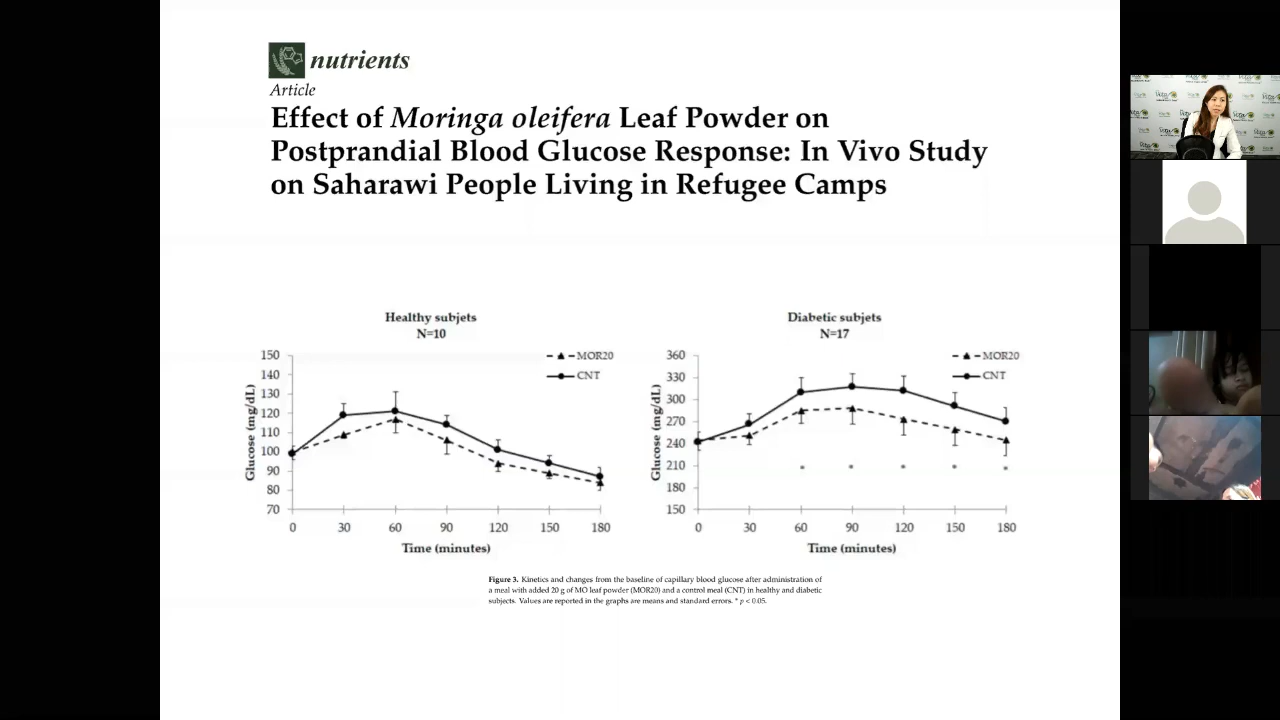 nutrients
Article
Effect of Moringa oleifera Leaf Powder on
Postprandial Blood Glucose Response: In Vivo Study
on Saharawi People Living in Refugee Camps
Healthy subjets
N=10
150
140
130
120
110
100
90
80
70
Glucose (mg/dL)
MOR20
CNT
0 30 60 90 120 150 180
Time (minutes)
Diabetic subjets
N=17
360
330
300
270
240
210
180
150
Glucose (mg/dL)
MOR20
CNT
* * * * *
0 30 60 90 120 150 180
Time (minutes)
Figure 3. Kinetics and changes from the baseline of capillary blood glucose after administration of
a meal with added 20 g of MO leaf powder (MOR20) and a control meal (CNT) in healthy and diabetic
subjects. Values are reported in the graphs are means and standard errors. * p < 0.05.